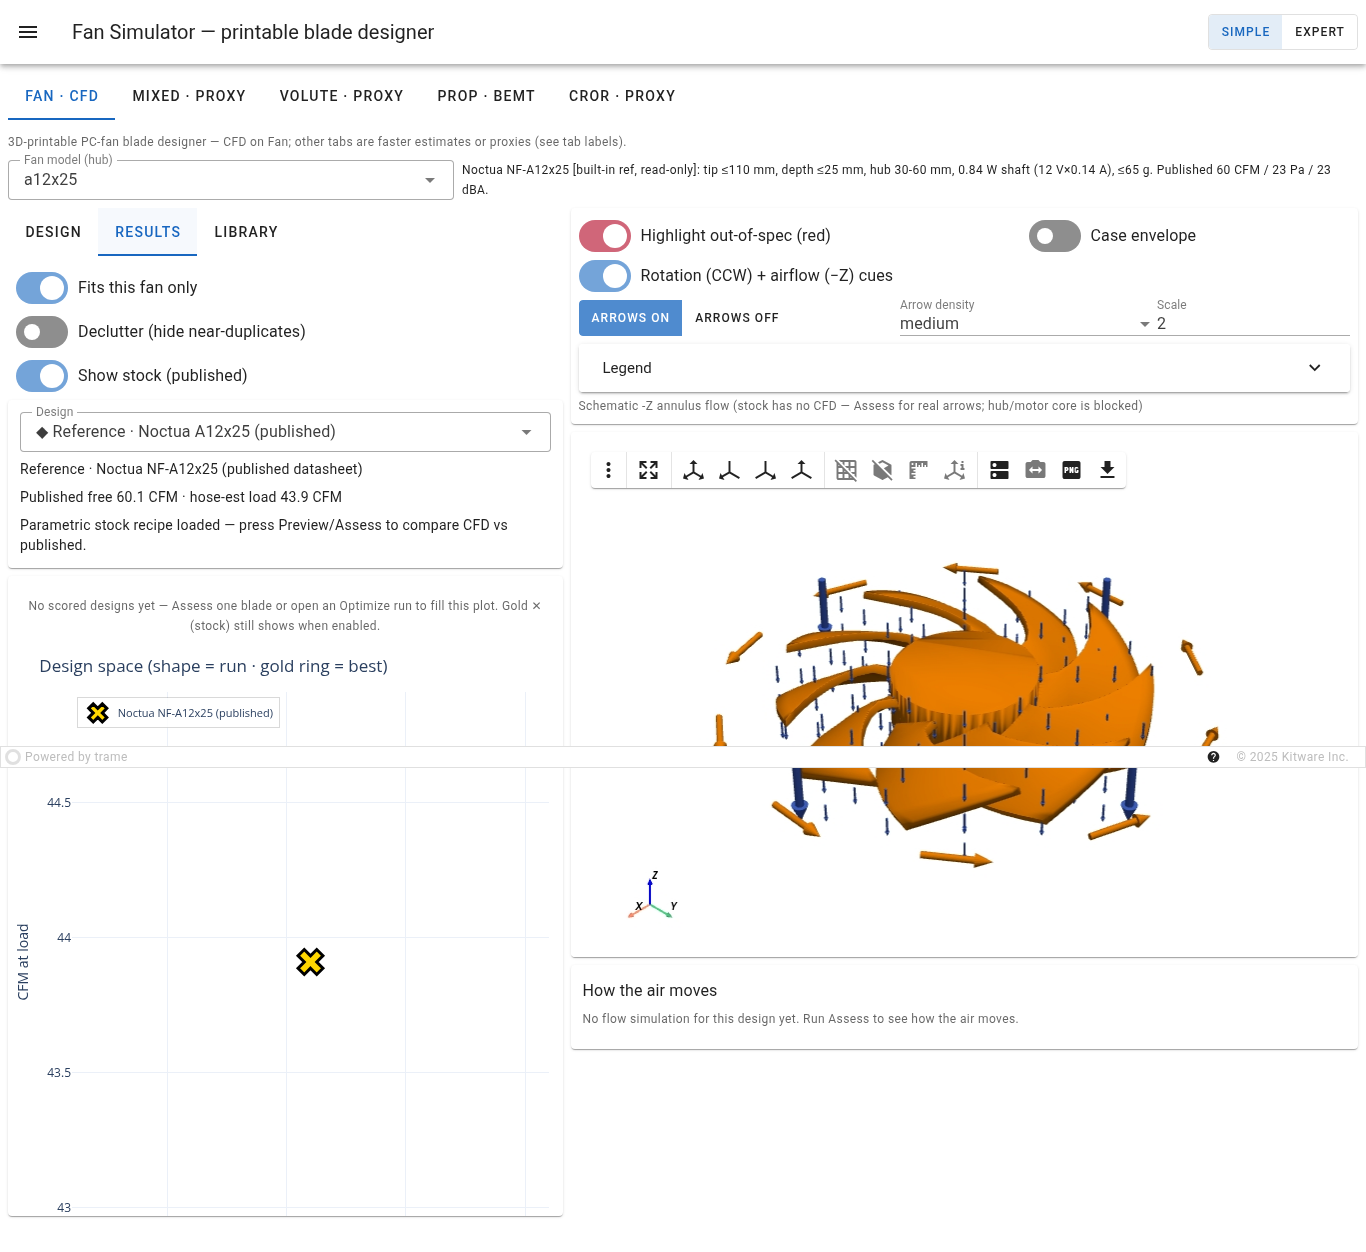 Fan Simulator — printable blade designer
SIMPLE
EXPERT
FAN · CFD
MIXED · PROXY
VOLUTE · PROXY
PROP · BEMT
CROR · PROXY
3D-printable PC-fan blade designer — CFD on Fan; other tabs are faster estimates or proxies (see tab labels).
Fan model (hub)
a12x25
Noctua NF-A12x25 [built-in ref, read-only]: tip ≤110 mm, depth ≤25 mm, hub 30-60 mm, 0.84 W shaft (12 V×0.14 A), ≤65 g. Published 60 CFM / 23 Pa / 23
dBA.
DESIGN
RESULTS
LIBRARY
Fits this fan only
Declutter (hide near-duplicates)
Show stock (published)
Design
◆ Reference · Noctua A12x25 (published)
Reference · Noctua NF-A12x25 (published datasheet)
Published free 60.1 CFM · hose-est load 43.9 CFM
Parametric stock recipe loaded — press Preview/Assess to compare CFD vs
published.
No scored designs yet — Assess one blade or open an Optimize run to fill this plot. Gold ×
(stock) still shows when enabled.
Design space (shape = run · gold ring = best)
Noctua NF-A12x25 (published)
44.5
44
43.5
43
CFM at load
Highlight out-of-spec (red)
Case envelope
Rotation (CCW) + airflow (−Z) cues
ARROWS ON
ARROWS OFF
Arrow density
medium
Scale
2
Legend
Schematic -Z annulus flow (stock has no CFD — Assess for real arrows; hub/motor core is blocked)
PNG
Z
X
Y
How the air moves
No flow simulation for this design yet. Run Assess to see how the air moves.
Powered by trame
© 2025 Kitware Inc.